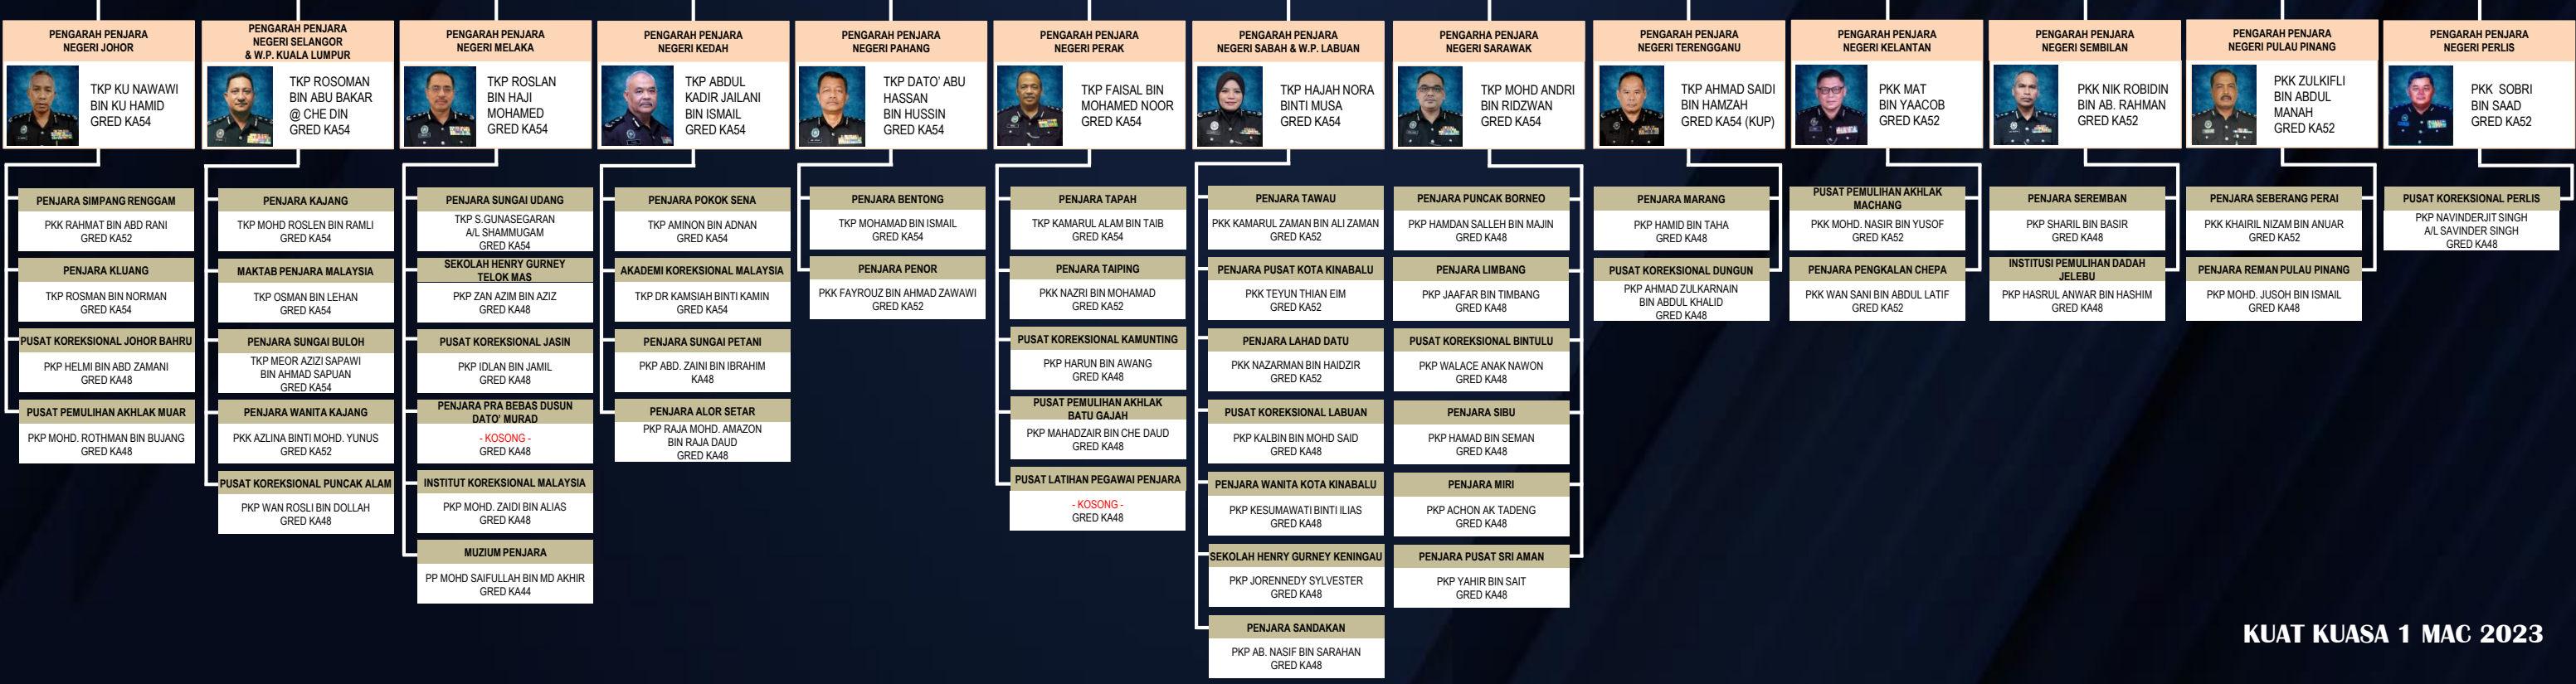 PENGARAH PENJARA
NEGERI JOHOR
TKP KU NAWAWI
BIN KU HAMID
GRED KA54
PENJARA SIMPANG RENGGAM
PKK RAHMAT BIN ABD RANI
GRED KA52
PENJARA KLUANG
TKP ROSMAN BIN NORMAN
GRED KA54
PUSAT KOREKSIONAL JOHOR BAHRU
PKP HELMI BIN ABD ZAMANI
GRED KA48
PUSAT PEMULIHAN AKHLAK MUAR
PKP MOHD. ROTHMAN BIN BUJANG
GRED KA48
PENGARAH PENJARA
NEGERI SELANGOR
& W.P. KUALA LUMPUR
TKP ROSOMAN
BIN ABU BAKAR
@ CHE DIN
GRED KA54
PENJARA KAJANG
TKP MOHD ROSLEN BIN RAMLI
GRED KA54
MAKTAB PENJARA MALAYSIA
TKP OSMAN BIN LEHAN
GRED KA54
PENJARA SUNGAI BULOH
TKP MEOR AZIZI SAPAWI
BIN AHMAD SAPUAN
GRED KA54
PENJARA WANITA KAJANG
PKK AZLINA BINTI MOHD. YUNUS
GRED KA52
PUSAT KOREKSIONAL PUNCAK ALAM
PKP WAN ROSLI BIN DOLLAH
GRED KA48
PENGARAH PENJARA
NEGERI MELAKA
TKP ROSLAN
BIN HAJI
MOHAMED
GRED KA54
PENJARA SUNGAI UDANG
TKP S.GUNASEGARAN
A/L SHAMMUGAM
GRED KA54
SEKOLAH HENRY GURNEY
TELOK MAS
PKP ZAN AZIM BIN AZIZ
GRED KA48
PUSAT KOREKSIONAL JASIN
PKP IDLAN BIN JAMIL
GRED KA48
PENJARA PRA BEBAS DUSUN
DATO' MURAD
- KOSONG -
GRED KA48
INSTITUT KOREKSIONAL MALAYSIA
PKP MOHD. ZAIDI BIN ALIAS
GRED KA48
MUZIUM PENJARA
PP MOHD SAIFULLAH BIN MD AKHIR
GRED KA44
PENGARAH PENJARA
NEGERI KEDAH
TKP ABDUL
KADIR JAILANI
BIN ISMAIL
GRED KA54
PENJARA POKOK SENA
TKP AMINON BIN ADNAN
GRED KA54
AKADEMI KOREKSIONAL MALAYSIA
TKP DR KAMSIAH BINTI KAMIN
GRED KA54
PENJARA SUNGAI PETANI
PKP ABD. ZAINI BIN IBRAHIM
KA48
PENJARA ALOR SETAR
PKP RAJA MOHD. AMAZON
BIN RAJA DAUD
GRED KA48
PENGARAH PENJARA
NEGERI PAHANG
TKP DATO' ABU
HASSAN
BIN HUSSIN
GRED KA54
PENJARA BENTONG
TKP MOHAMAD BIN ISMAIL
GRED KA54
PENJARA PENOR
PKK FAYROUZ BIN AHMAD ZAWAWI
GRED KA52
PENGARAH PENJARA
NEGERI PERAK
TKP FAISAL BIN
MOHAMED NOOR
GRED KA54
PENJARA TAPAH
TKP KAMARUL ALAM BIN TAIB
GRED KA54
PENJARA TAIPING
PKK NAZRI BIN MOHAMAD
GRED KA52
PUSAT KOREKSIONAL KAMUNTING
PKP HARUN BIN AWANG
GRED KA48
PUSAT PEMULIHAN AKHLAK
BATU GAJAH
PKP MAHADZAIR BIN CHE DAUD
GRED KA48
PUSAT LATIHAN PEGAWAI PENJARA
- KOSONG -
GRED KA48
PENGARAH PENJARA
NEGERI SABAH & W.P. LABUAN
TKP HAJAH NORA
BINTI MUSA
GRED KA54
PENJARA TAWAU
PKK KAMARUL ZAMAN BIN ALI ZAMAN
GRED KA52
PENJARA PUSAT KOTA KINABALU
PKK TEYUN THIAN EIM
GRED KA52
PENJARA LAHAD DATU
PKK NAZARMAN BIN HAIDZIR
GRED KA52
PUSAT KOREKSIONAL LABUAN
PKP KALBIN BIN MOHD SAID
GRED KA48
PENJARA WANITA KOTA KINABALU
PKP KESUMAWATI BINTI ILIAS
GRED KA48
SEKOLAH HENRY GURNEY KENINGAU
PKP JORENNEDY SYLVESTER
GRED KA48
PENJARA SANDAKAN
PKP AB. NASIF BIN SARAHAN
GRED KA48
PENGARHA PENJARA
NEGERI SARAWAK
TKP MOHD ANDRI
BIN RIDZWAN
GRED KA54
PENJARA PUNCAK BORNEO
PKP HAMDAN SALLEH BIN MAJIN
GRED KA48
PENJARA LIMBANG
PKP JAAFAR BIN TIMBANG
GRED KA48
PUSAT KOREKSIONAL BINTULU
PKP WALACE ANAK NAWON
GRED KA48
PENJARA SIBU
PKP HAMAD BIN SEMAN
GRED KA48
PENJARA MIRI
PKP ACHON AK TADENG
GRED KA48
PENJARA PUSAT SRI AMAN
PKP YAHIR BIN SAIT
GRED KA48
PENGARAH PENJARA
NEGERI TERENGGANU
TKP AHMAD SAIDI
BIN HAMZAH
GRED KA54 (KUP)
PENJARA MARANG
PKP HAMID BIN TAHA
GRED KA48
PUSAT KOREKSIONAL DUNGUN
PKP AHMAD ZULKARNAIN
BIN ABDUL KHALID
GRED KA48
PENGARAH PENJARA
NEGERI KELANTAN
PKK MAT
BIN YAACOB
GRED KA52
PUSAT PEMULIHAN AKHLAK
MACHANG
PKK MOHD. NASIR BIN YUSOF
GRED KA52
PENJARA PENGKALAN CHEPA
PKK WAN SANI BIN ABDUL LATIF
GRED KA52
PENGARAH PENJARA
NEGERI SEMBILAN
PKK NIK ROBIDIN
BIN AB. RAHMAN
GRED KA52
PENJARA SEREMBAN
PKP SHARIL BIN BASIR
GRED KA48
INSTITUSI PEMULIHAN DADAH
JELEBU
PKP HASRUL ANWAR BIN HASHIM
GRED KA48
PENGARAH PENJARA
NEGERI PULAU PINANG
PKK ZULKIFLI
BIN ABDUL
MANAH
GRED KA52
PENJARA SEBERANG PERAI
PKK KHAIRIL NIZAM BIN ANUAR
GRED KA52
PENJARA REMAN PULAU PINANG
PKP MOHD. JUSOH BIN ISMAIL
GRED KA48
PENGARAH PENJARA
NEGERI PERLIS
PKK SOBRI
BIN SAAD
GRED KA52
PUSAT KOREKSIONAL PERLIS
PKP NAVINDERJIT SINGH
A/L SAVINDER SINGH
GRED KA48
KUAT KUASA 1 MAC 2023